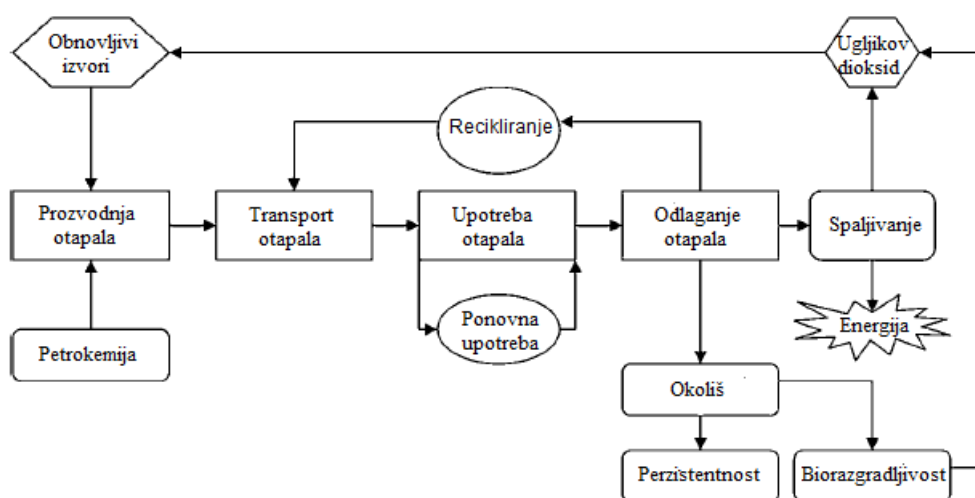 Obnovljivi
izvori
Ugljikov
dioksid
Recikliranje
Prozvodnja
otapala
Transport
otapala
Upotreba
otapala
Odlaganje
otapala
Spaljivanje
Ponovna
upotreba
Energija
Petrokemija
Okoliš
Perzistentnost
Biorazgradljivost